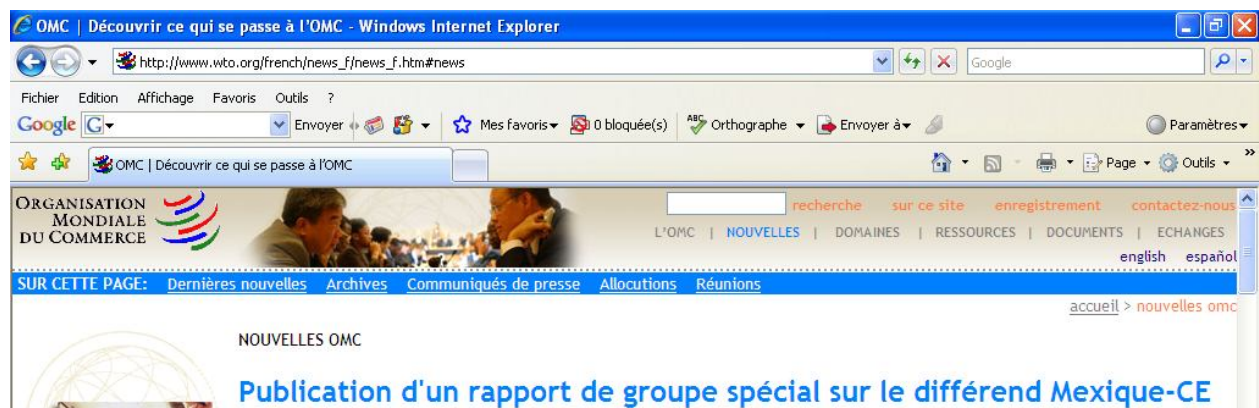 OMC | Découvrir ce qui se passe à l'OMC - Windows Internet Explorer
http://www.wto.org/french/news_f/news_f.htm#news Google
Fichier Edition Affichage Favoris Outils ?
Google G Envoyer Mes favoris 0 bloquée(s) ABC Orthographe Envoyer à Paramètres
OMC | Découvrir ce qui se passe à l'OMC Page Outils »
ORGANISATION
MONDIALE
DU COMMERCE
recherche sur ce site enregistrement contactez-nous
L'OMC | NOUVELLES | DOMAINES | RESSOURCES | DOCUMENTS | ECHANGES
english español
SUR CETTE PAGE: Dernières nouvelles Archives Communiqués de presse Allocutions Réunions
accueil > nouvelles omc
NOUVELLES OMC
Publication d'un rapport de groupe spécial sur le différend Mexique-CE